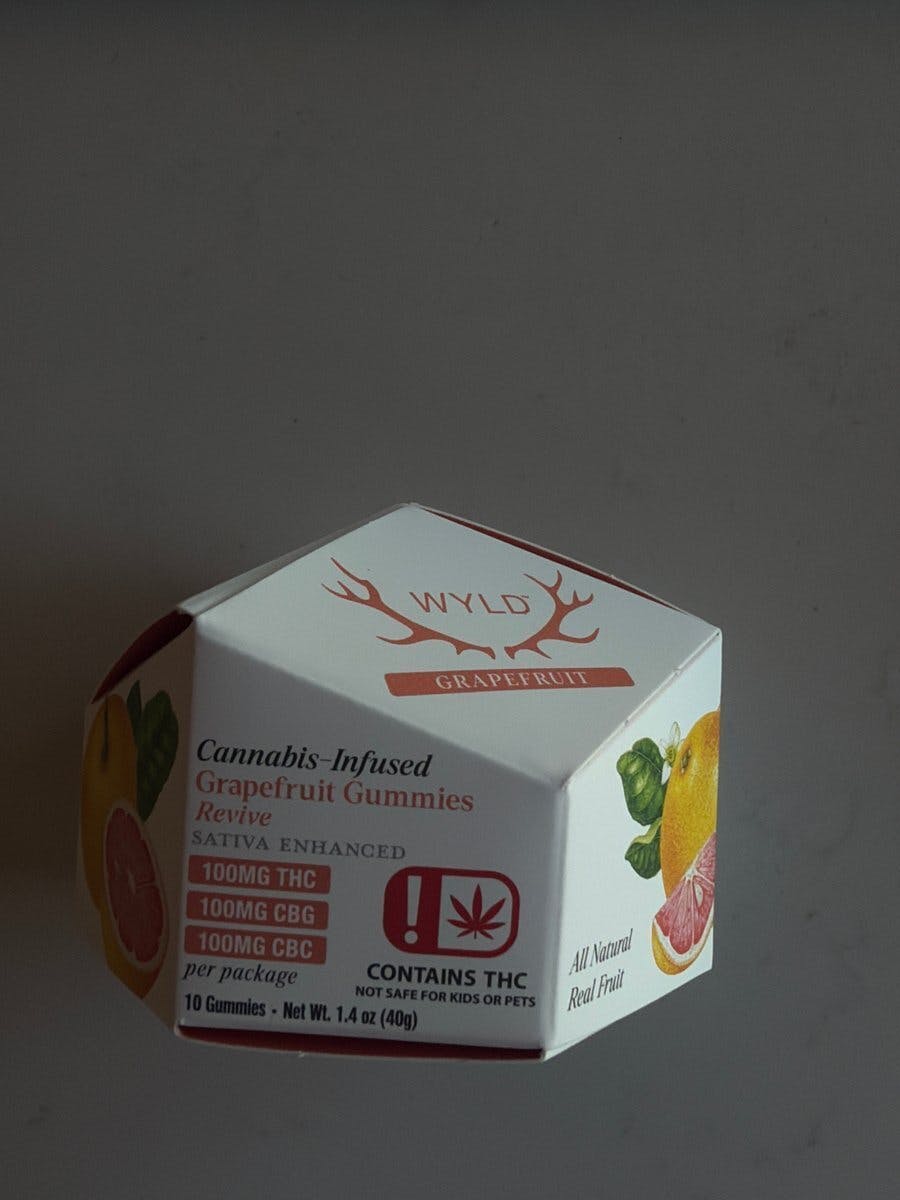 WYLD™
GRAPEFRUIT
Cannabis-Infused
Grapefruit Gummies
Revive
SATIVA ENHANCED
100MG THC
100MG CBG
100MG CBC
per package
10 Gummies • Net Wt. 1.4 oz (40g)
!
CONTAINS THC
NOT SAFE FOR KIDS OR PETS
All Natural
Real Fruit